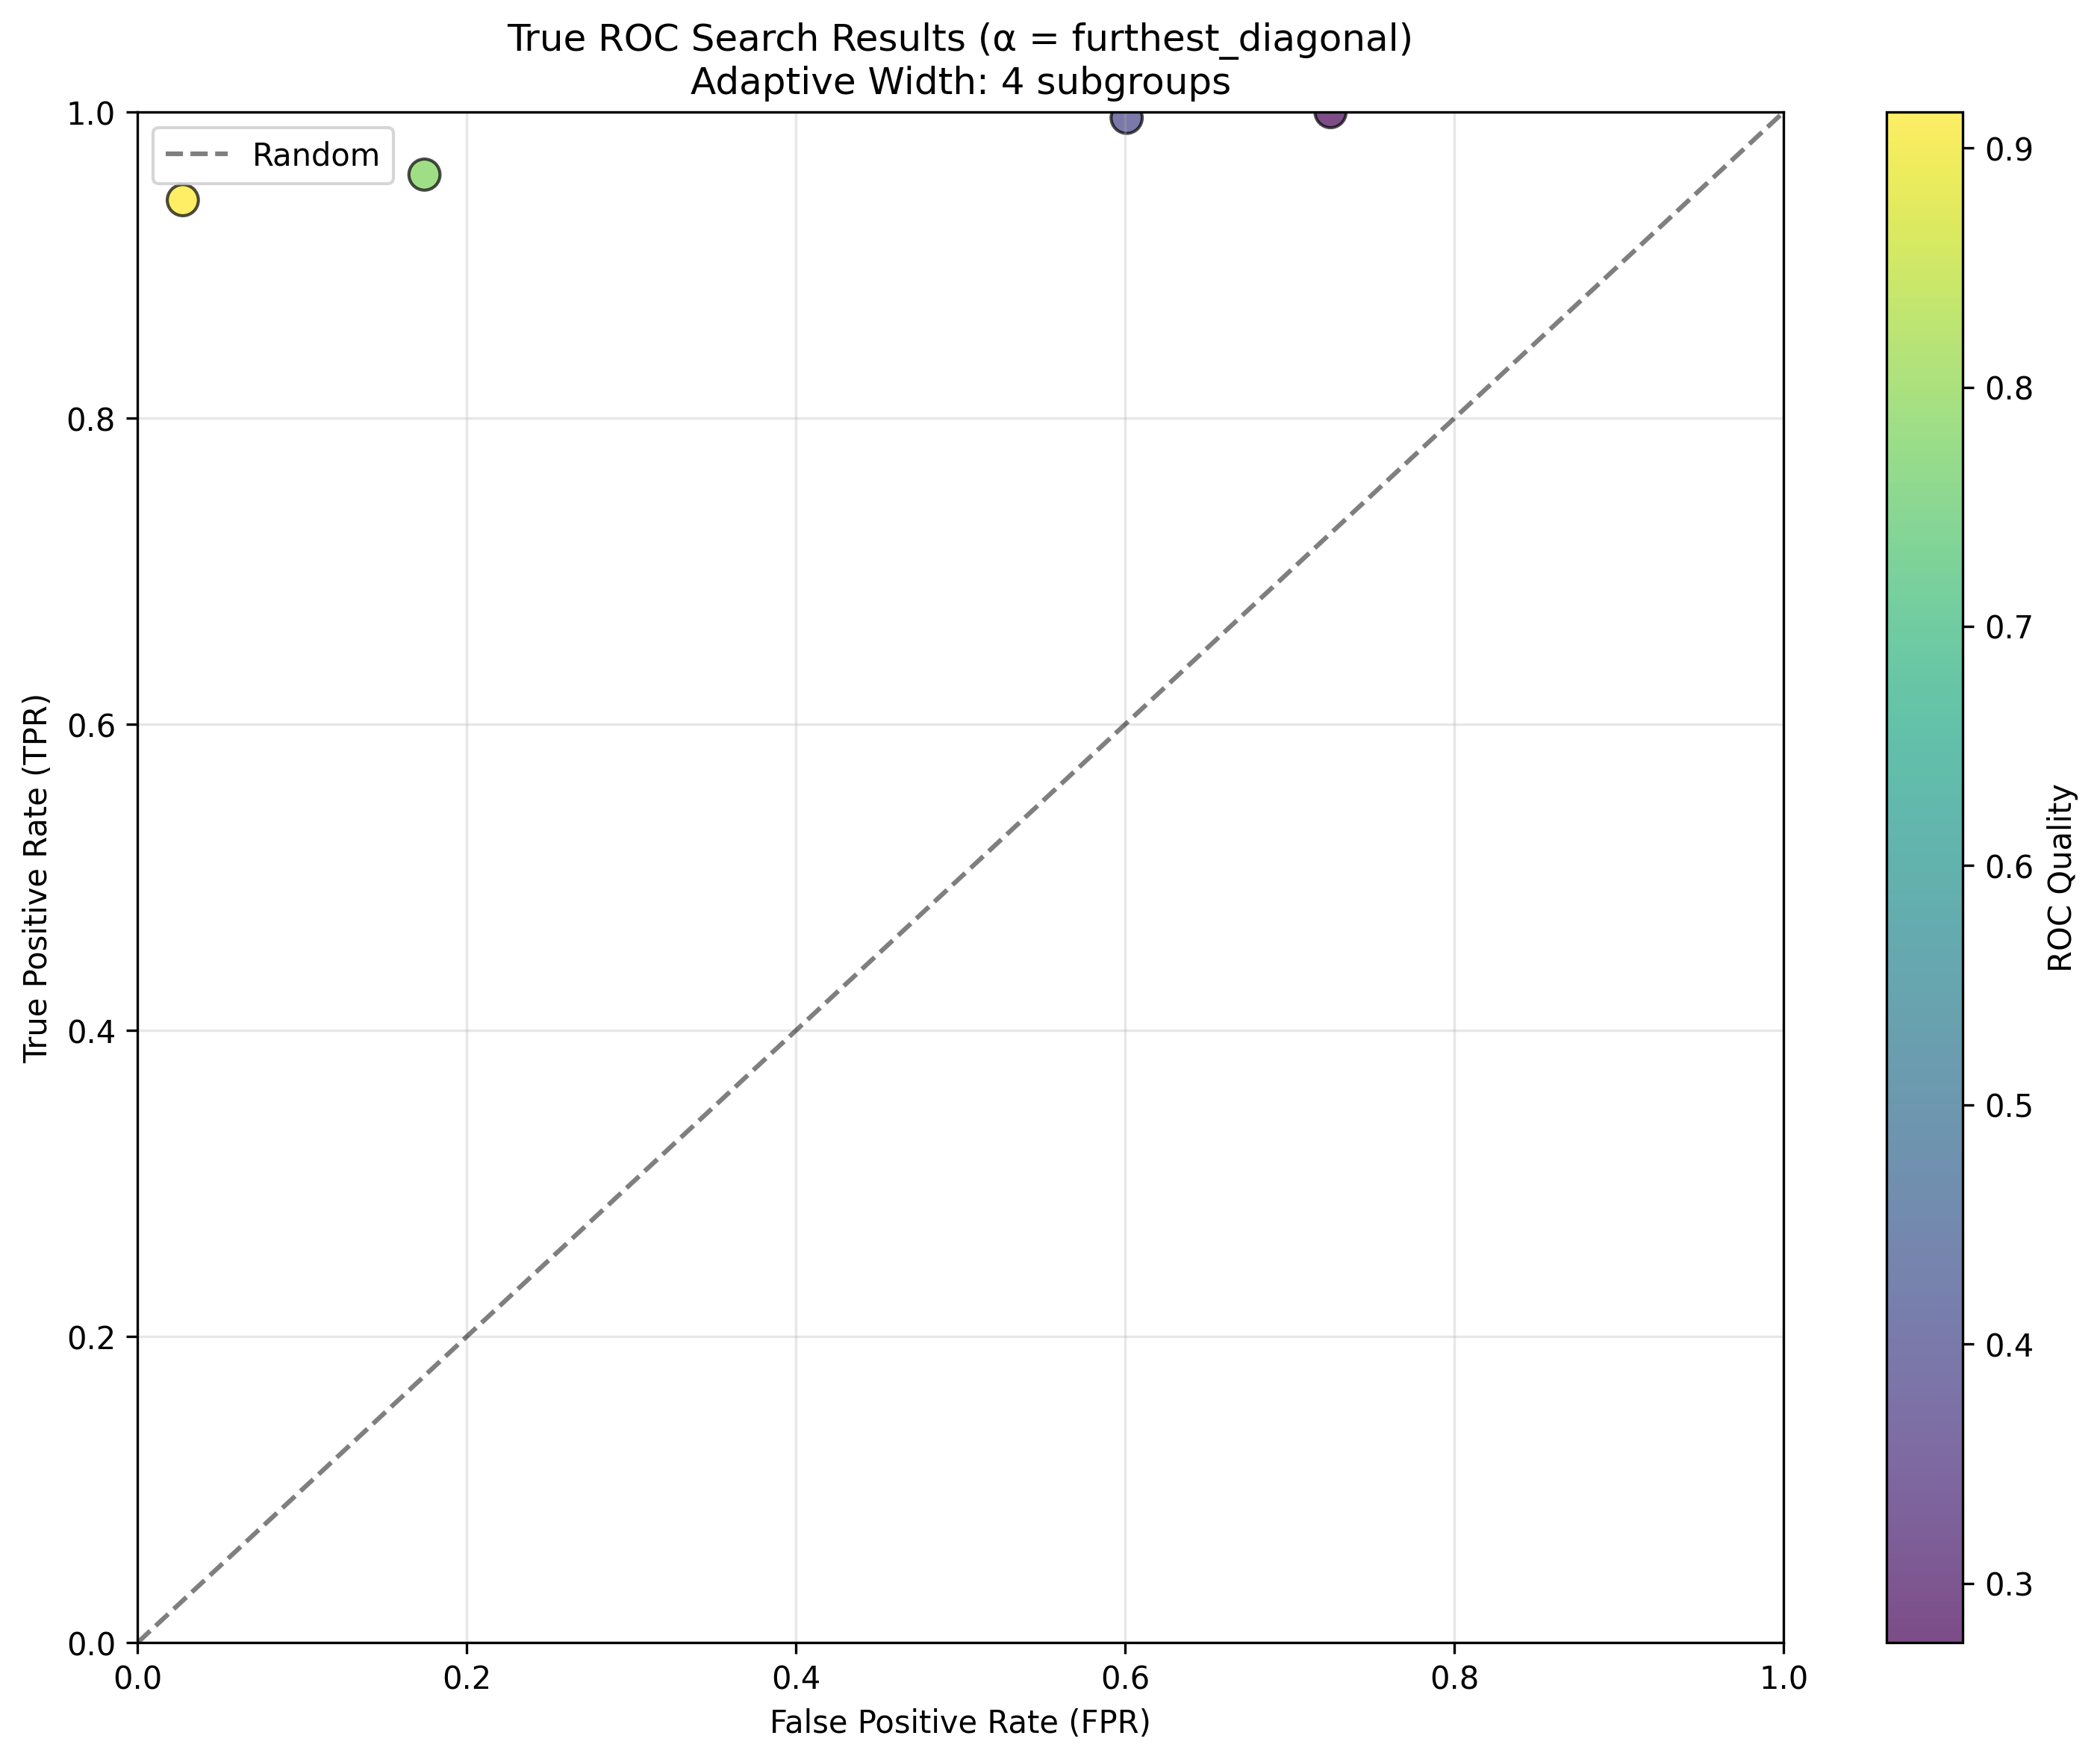 True ROC Search Results (α = furthest_diagonal)
Adaptive Width: 4 subgroups
Random
True Positive Rate (TPR)
1.0
0.8
0.6
0.4
0.2
0.0
0.0 0.2 0.4 0.6 0.8 1.0
False Positive Rate (FPR)
0.9
0.8
0.7
0.6
0.5
0.4
0.3
ROC Quality